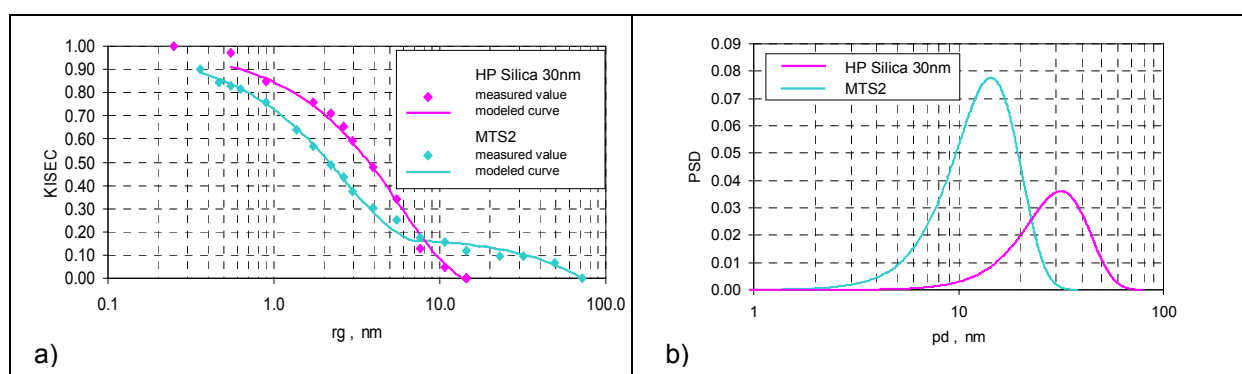 1.00
0.90
0.80
0.70
0.60
0.50
0.40
0.30
0.20
0.10
0.00
KISEC
0.1
1.0
10.0
100.0
rg , nm
HP Silica 30nm
measured value
modeled curve
MTS2
measured value
modeled curve
a)
0.09
0.08
0.07
0.06
0.05
0.04
0.03
0.02
0.01
0.00
PSD
1
10
100
pd , nm
HP Silica 30nm
MTS2
b)